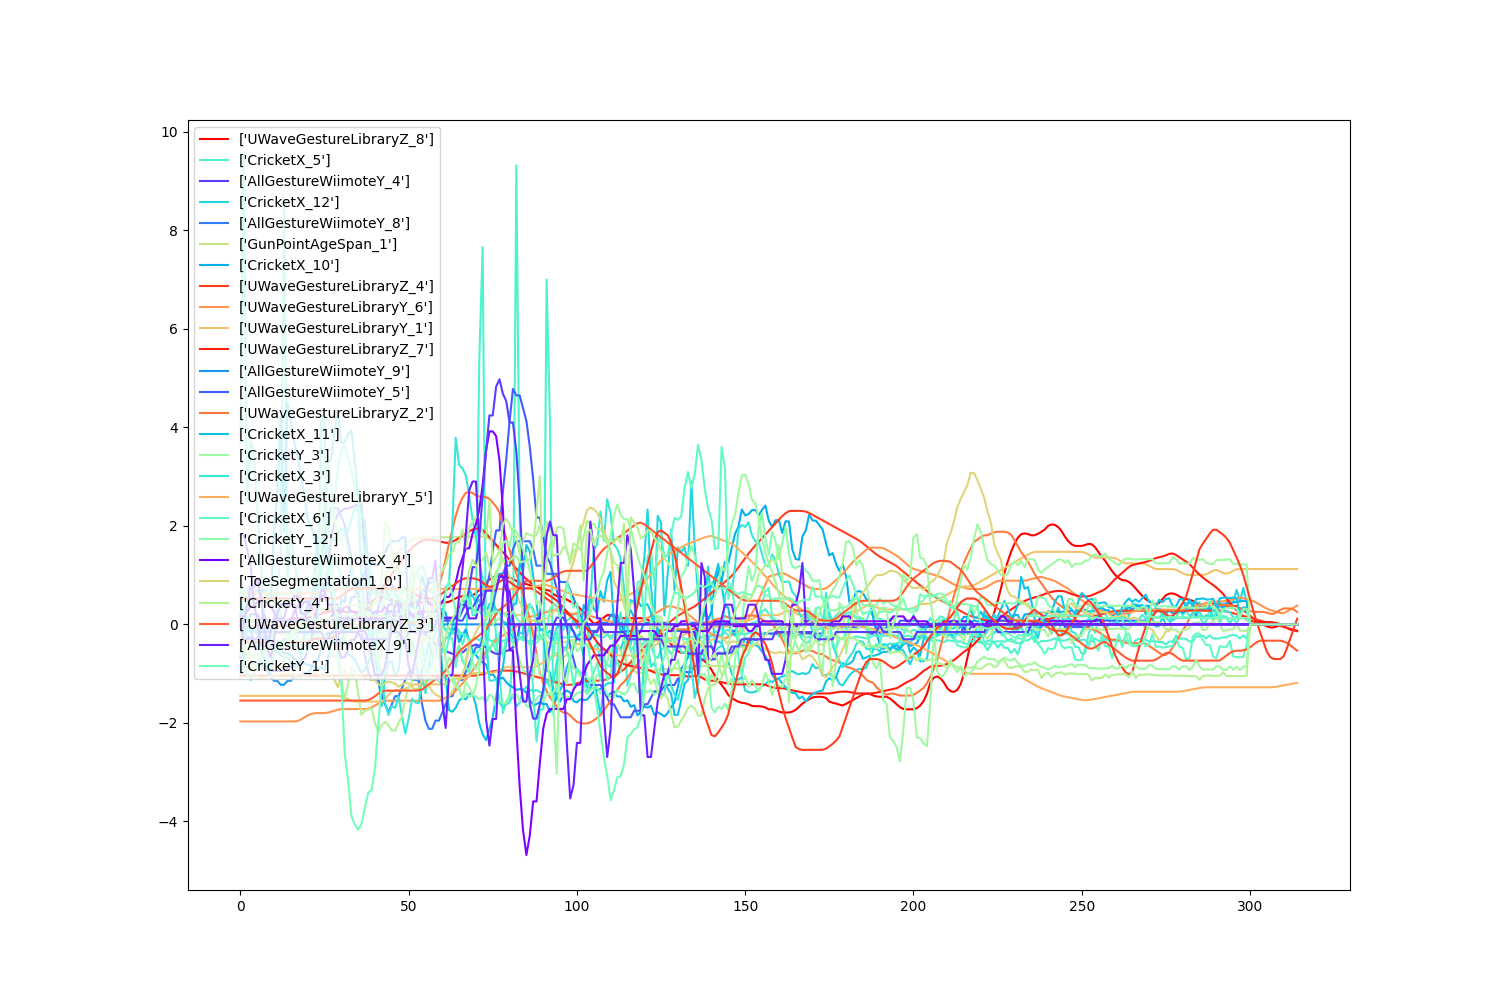 10
8
6
4
2
0
−2
−4
['UWaveGestureLibraryZ_8']
['CricketX_5']
['AllGestureWiimoteY_4']
['CricketX_12']
['AllGestureWiimoteY_8']
['GunPointAgeSpan_1']
['CricketX_10']
['UWaveGestureLibraryZ_4']
['UWaveGestureLibraryY_6']
['UWaveGestureLibraryY_1']
['UWaveGestureLibraryZ_7']
['AllGestureWiimoteY_9']
['AllGestureWiimoteY_5']
['UWaveGestureLibraryZ_2']
['CricketX_11']
['CricketY_3']
['CricketX_3']
['UWaveGestureLibraryY_5']
['CricketX_6']
['CricketY_12']
['AllGestureWiimoteX_4']
['ToeSegmentation1_0']
['CricketY_4']
['UWaveGestureLibraryZ_3']
['AllGestureWiimoteX_9']
['CricketY_1']
0 50 100 150 200 250 300